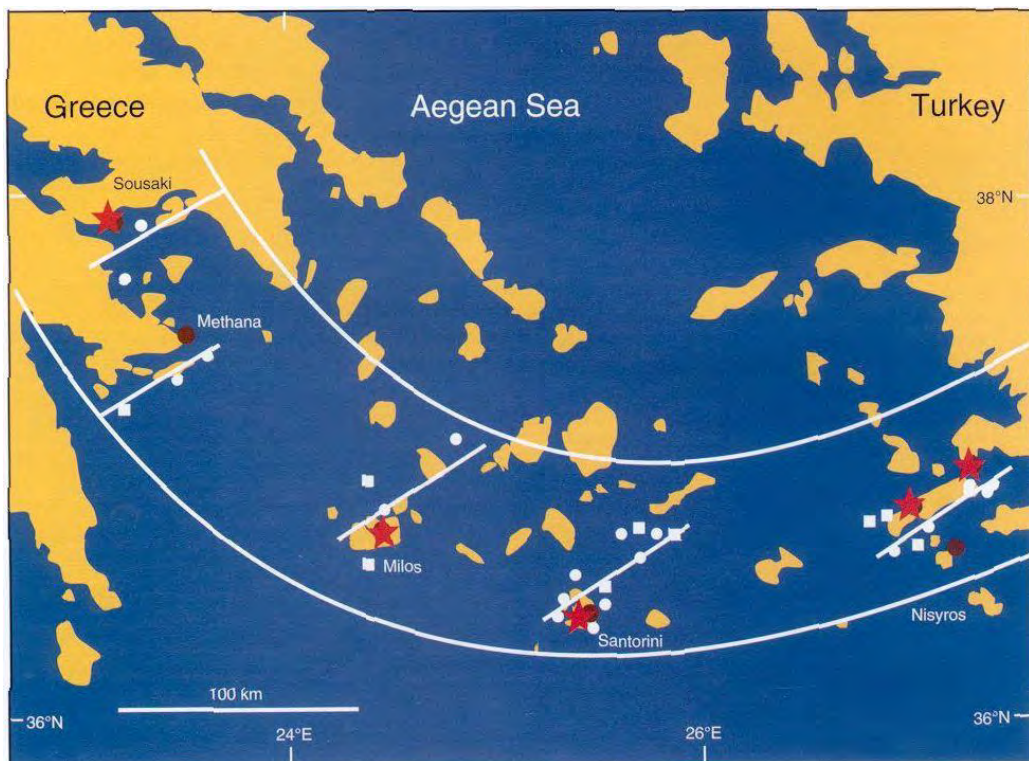 Greece
Aegean Sea
Turkey
Sousaki
38°N
Methana
Milos
Santorini
Nisyros
100 km
36°N
36°N
24°E
26°E